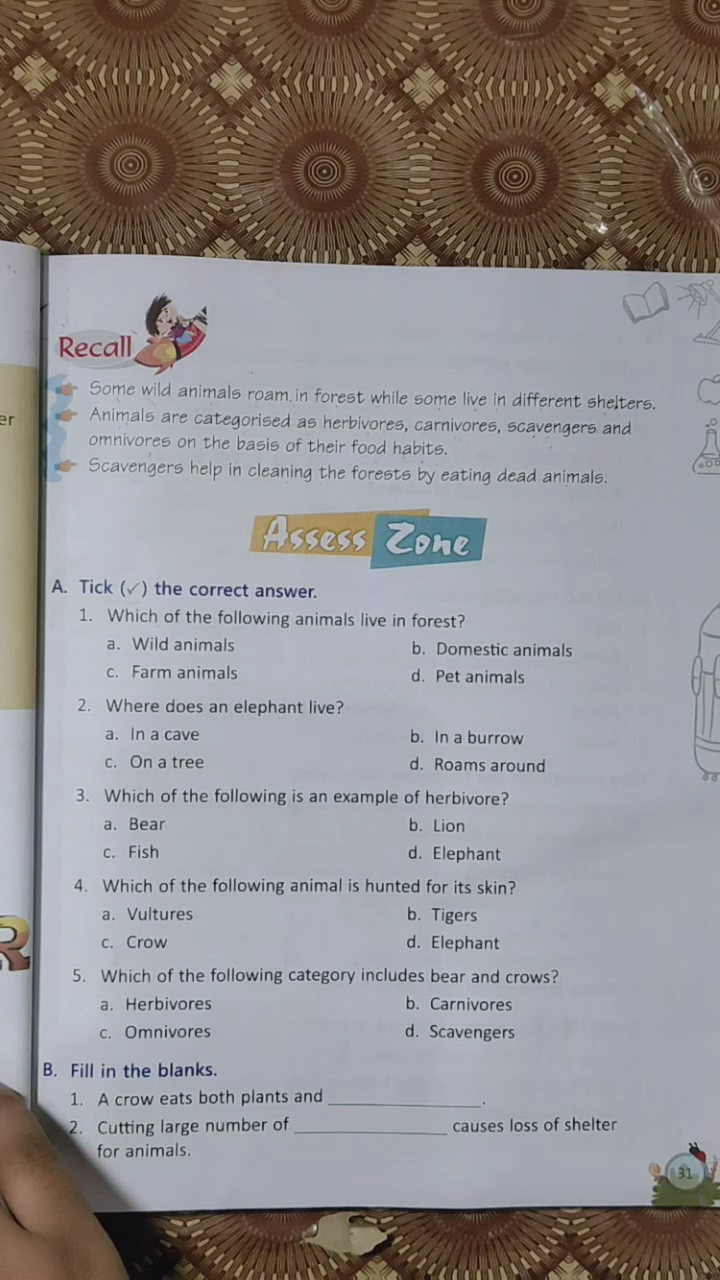 er
R
Recall
Some wild animals roam in forest while some live in different shelters.
Animals are categorised as herbivores, carnivores, scavengers and
omnivores on the basis of their food habits.
Scavengers help in cleaning the forests by eating dead animals.
Assess Zone
A. Tick (✓) the correct answer.
1. Which of the following animals live in forest?
a. Wild animals b. Domestic animals
c. Farm animals d. Pet animals
2. Where does an elephant live?
a. In a cave b. In a burrow
c. On a tree d. Roams around
3. Which of the following is an example of herbivore?
a. Bear b. Lion
c. Fish d. Elephant
4. Which of the following animal is hunted for its skin?
a. Vultures b. Tigers
c. Crow d. Elephant
5. Which of the following category includes bear and crows?
a. Herbivores b. Carnivores
c. Omnivores d. Scavengers
B. Fill in the blanks.
1. A crow eats both plants and ________________.
2. Cutting large number of ________________ causes loss of shelter
for animals.
31